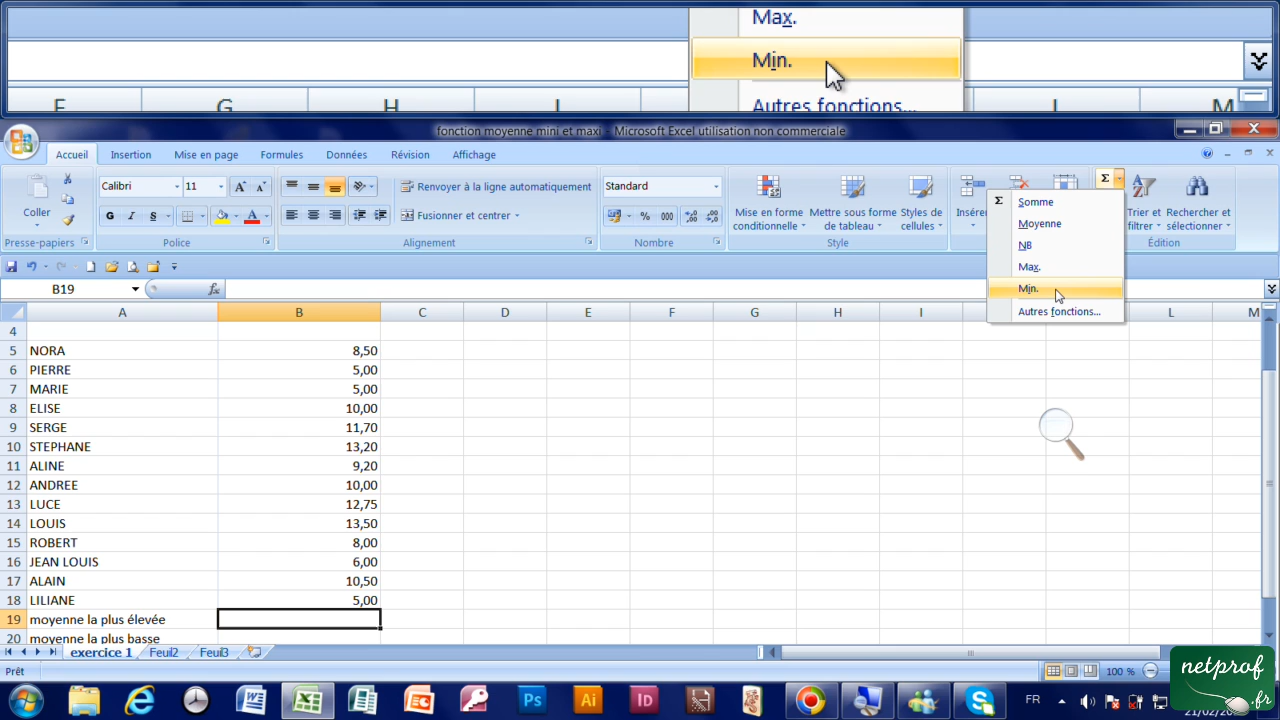 Max.
Min.
Autres fonctions...
F G H I L M
fonction moyenne mini et maxi - Microsoft Excel utilisation non commerciale
Accueil Insertion Mise en page Formules Données Révision Affichage
Calibri 11 Renvoyer à la ligne automatiquement Standard Σ
Coller G I S A Fusionner et centrer % 000 Mise en forme conditionnelle Mettre sous forme de tableau Styles de cellules Insérer Trier et filtrer Rechercher et sélectionner
Presse-papiers Police Alignement Nombre Style Édition
Σ Somme
Moyenne
NB
Max.
Min.
Autres fonctions...
B19 fx
A B C D E F G H I L M
4
5 NORA 8,50
6 PIERRE 5,00
7 MARIE 5,00
8 ELISE 10,00
9 SERGE 11,70
10 STEPHANE 13,20
11 ALINE 9,20
12 ANDREE 10,00
13 LUCE 12,75
14 LOUIS 13,50
15 ROBERT 8,00
16 JEAN LOUIS 6,00
17 ALAIN 10,50
18 LILIANE 5,00
19 moyenne la plus élevée
20 moyenne la plus basse
exercice 1 Feuil2 Feuil3
Prêt 100 %
netprof.fr
W Ps Ai ID FR